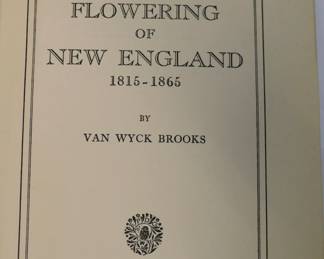 FLOWERING
OF
NEW ENGLAND
1815-1865
BY
VAN WYCK BROOKS